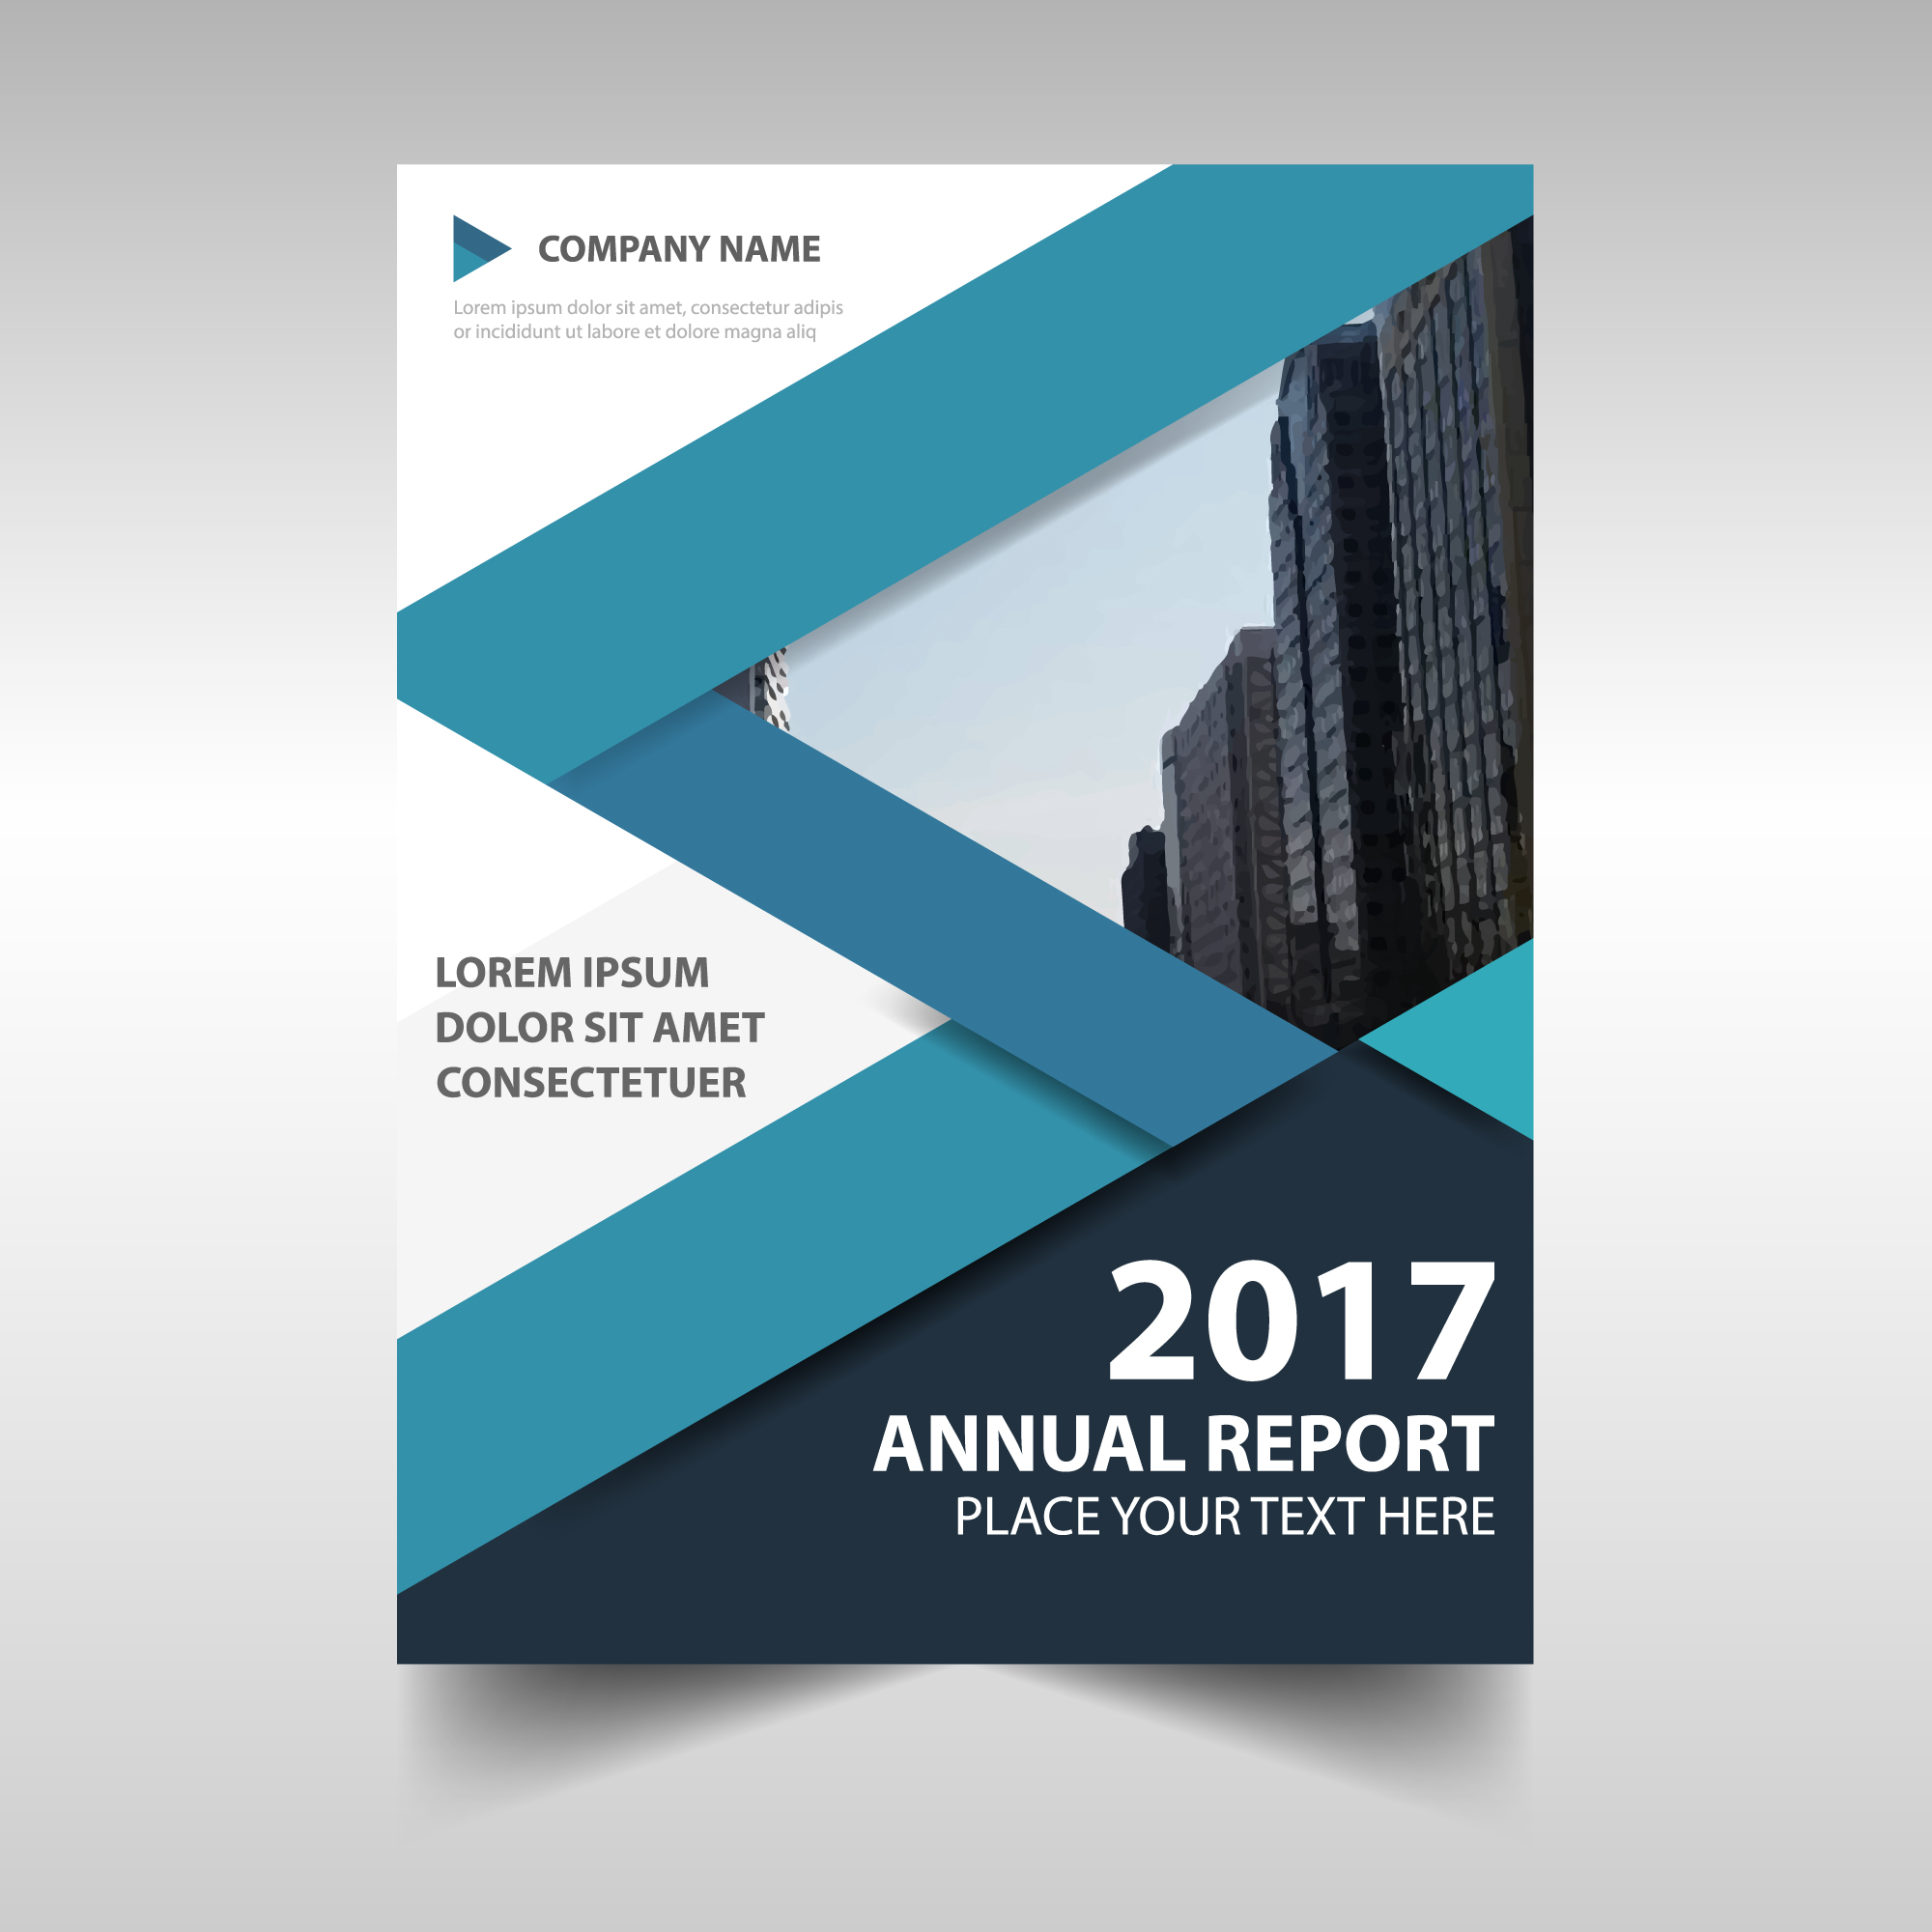 COMPANY NAME
Lorem ipsum dolor sit amet, consectetur adipis
or incididunt ut labore et dolore magna aliq
LOREM IPSUM
DOLOR SIT AMET
CONSECTETUER
2017
ANNUAL REPORT
PLACE YOUR TEXT HERE